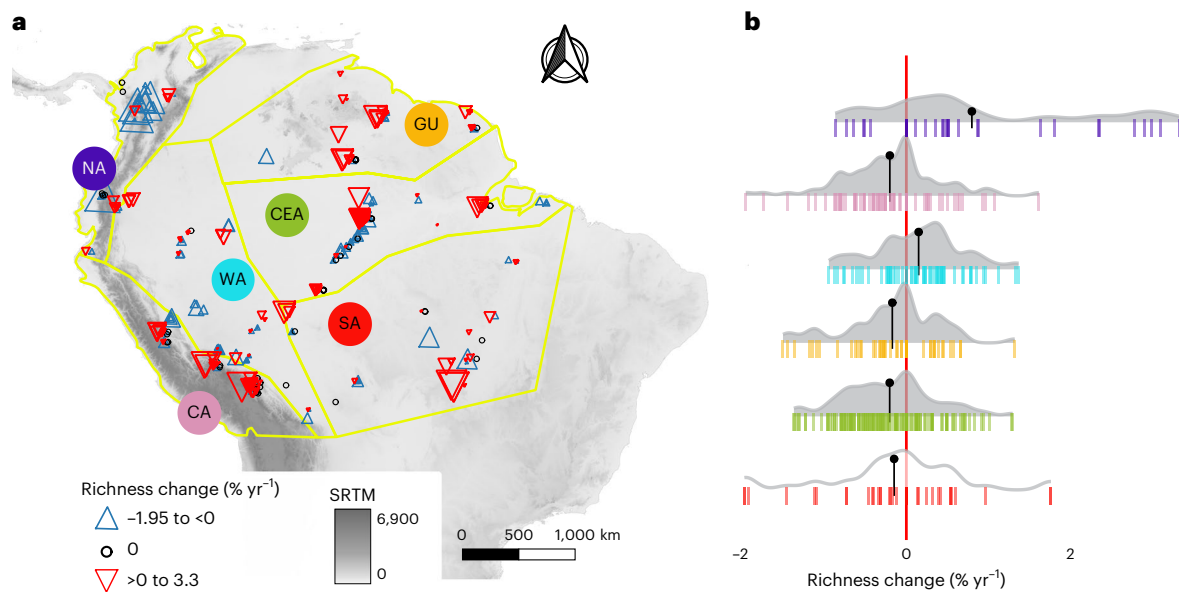 a
b
GU
NA
CEA
WA
SA
CA
Richness change (% yr⁻¹)
–1.95 to <0
0
>0 to 3.3
SRTM
6,900
0
0 500 1,000 km
–2 0 2
Richness change (% yr⁻¹)